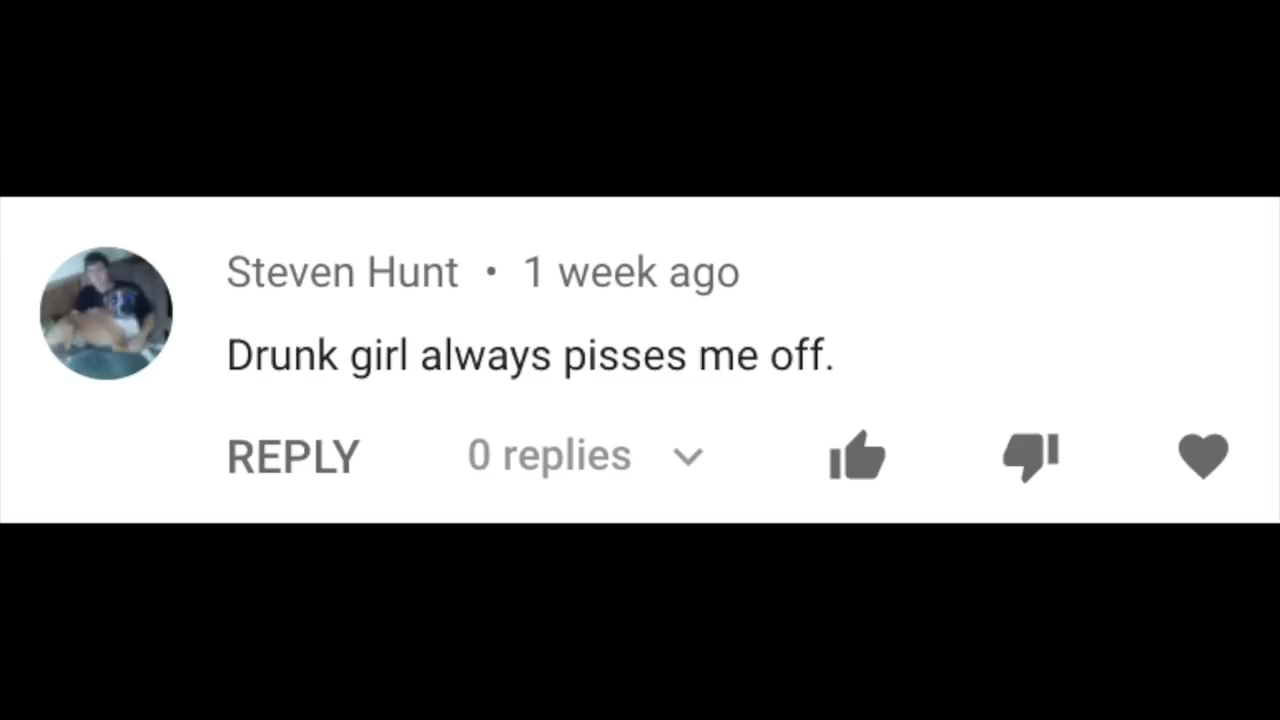 Steven Hunt • 1 week ago
Drunk girl always pisses me off.
REPLY 0 replies